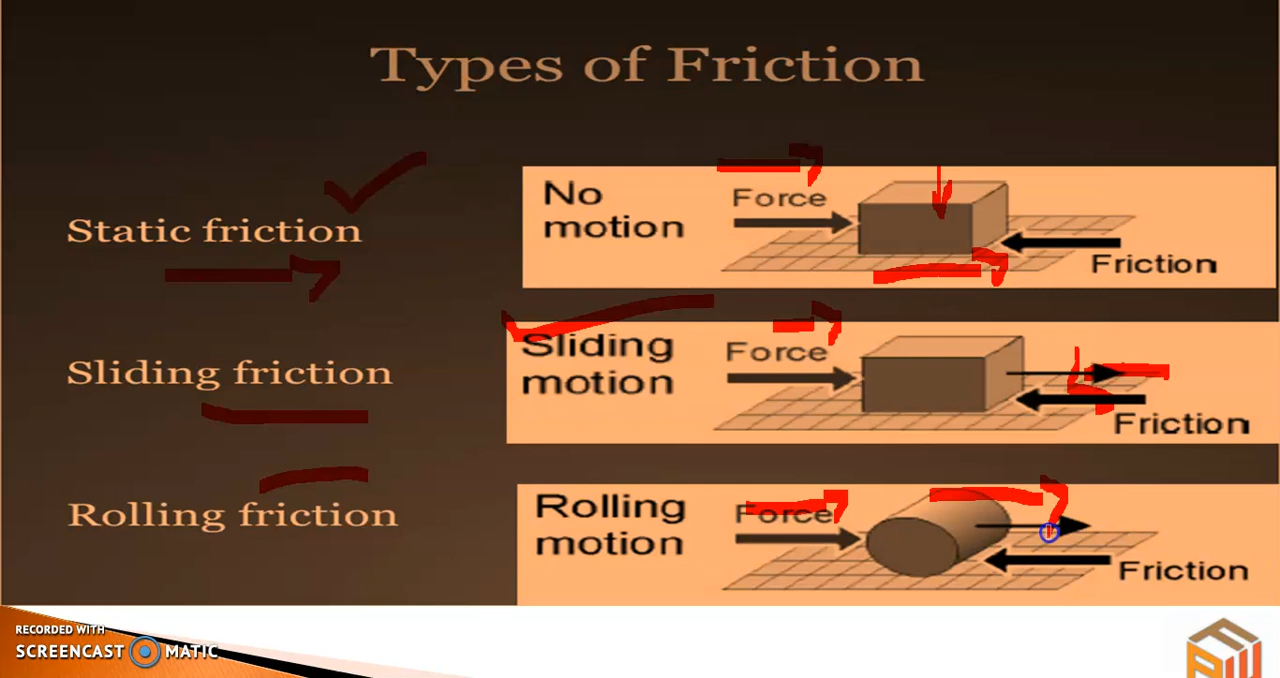 Types of Friction
Static friction
No motion
Force
Friction
Sliding friction
Sliding motion
Force
Friction
Rolling friction
Rolling motion
Force
Friction
RECORDED WITH
SCREENCAST MATIC